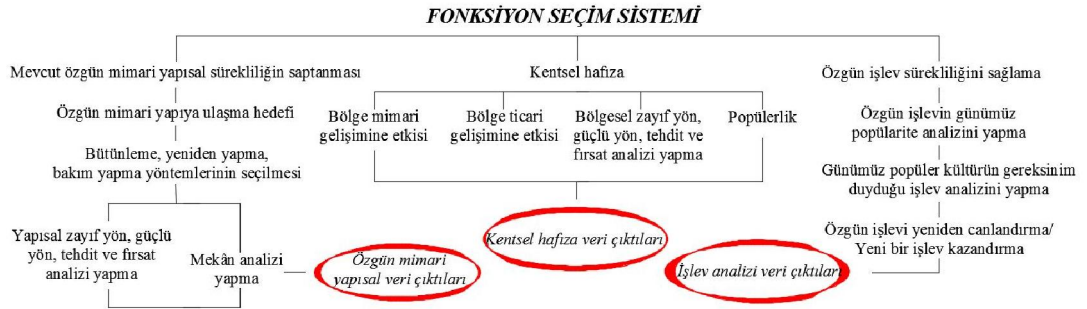 FONKSİYON SEÇİM SİSTEMİ
Mevcut özgün mimari yapısal sürekliliğin saptanması
Özgün mimari yapıya ulaşma hedefi
Bütünleme, yeniden yapma,
bakım yapma yöntemlerinin seçilmesi
Yapısal zayıf yön, güçlü
yön, tehdit ve fırsat
analizi yapma
Mekân analizi
yapma
Özgün mimari
yapısal veri çıktıları
Kentsel hafıza
Bölge mimari
gelişimine etkisi
Bölge ticari
gelişimine etkisi
Bölgesel zayıf yön,
güçlü yön, tehdit ve
fırsat analizi yapma
Popülerlik
Kentsel hafıza veri çıktıları
Özgün işlev sürekliliğini sağlama
Özgün işlevin günümüz
popülarite analizini yapma
Günümüz popüler kültürün gereksinim
duyduğu işlev analizini yapma
Özgün işlevi yeniden canlandırma/
Yeni bir işlev kazandırma
İşlev analizi veri çıktıları